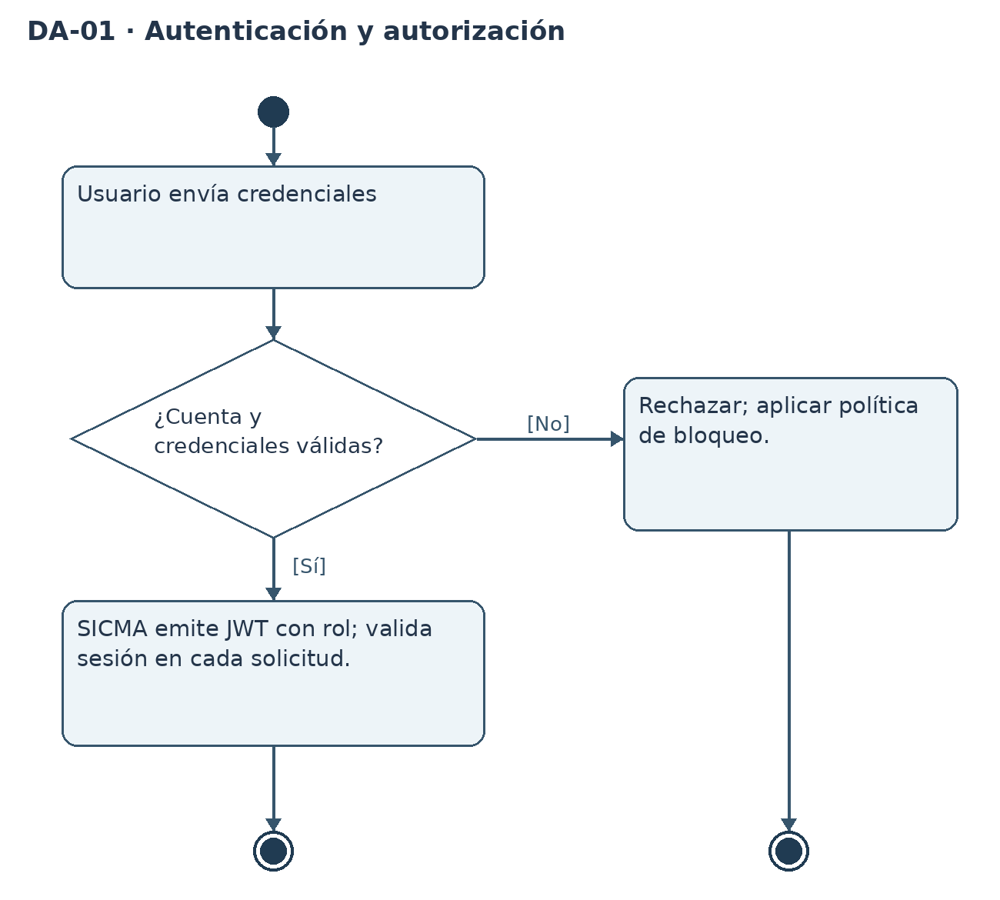 DA-01 · Autenticación y autorización
Usuario envía credenciales
¿Cuenta y
credenciales válidas?
[No]
Rechazar; aplicar política
de bloqueo.
[Sí]
SICMA emite JWT con rol; valida
sesión en cada solicitud.